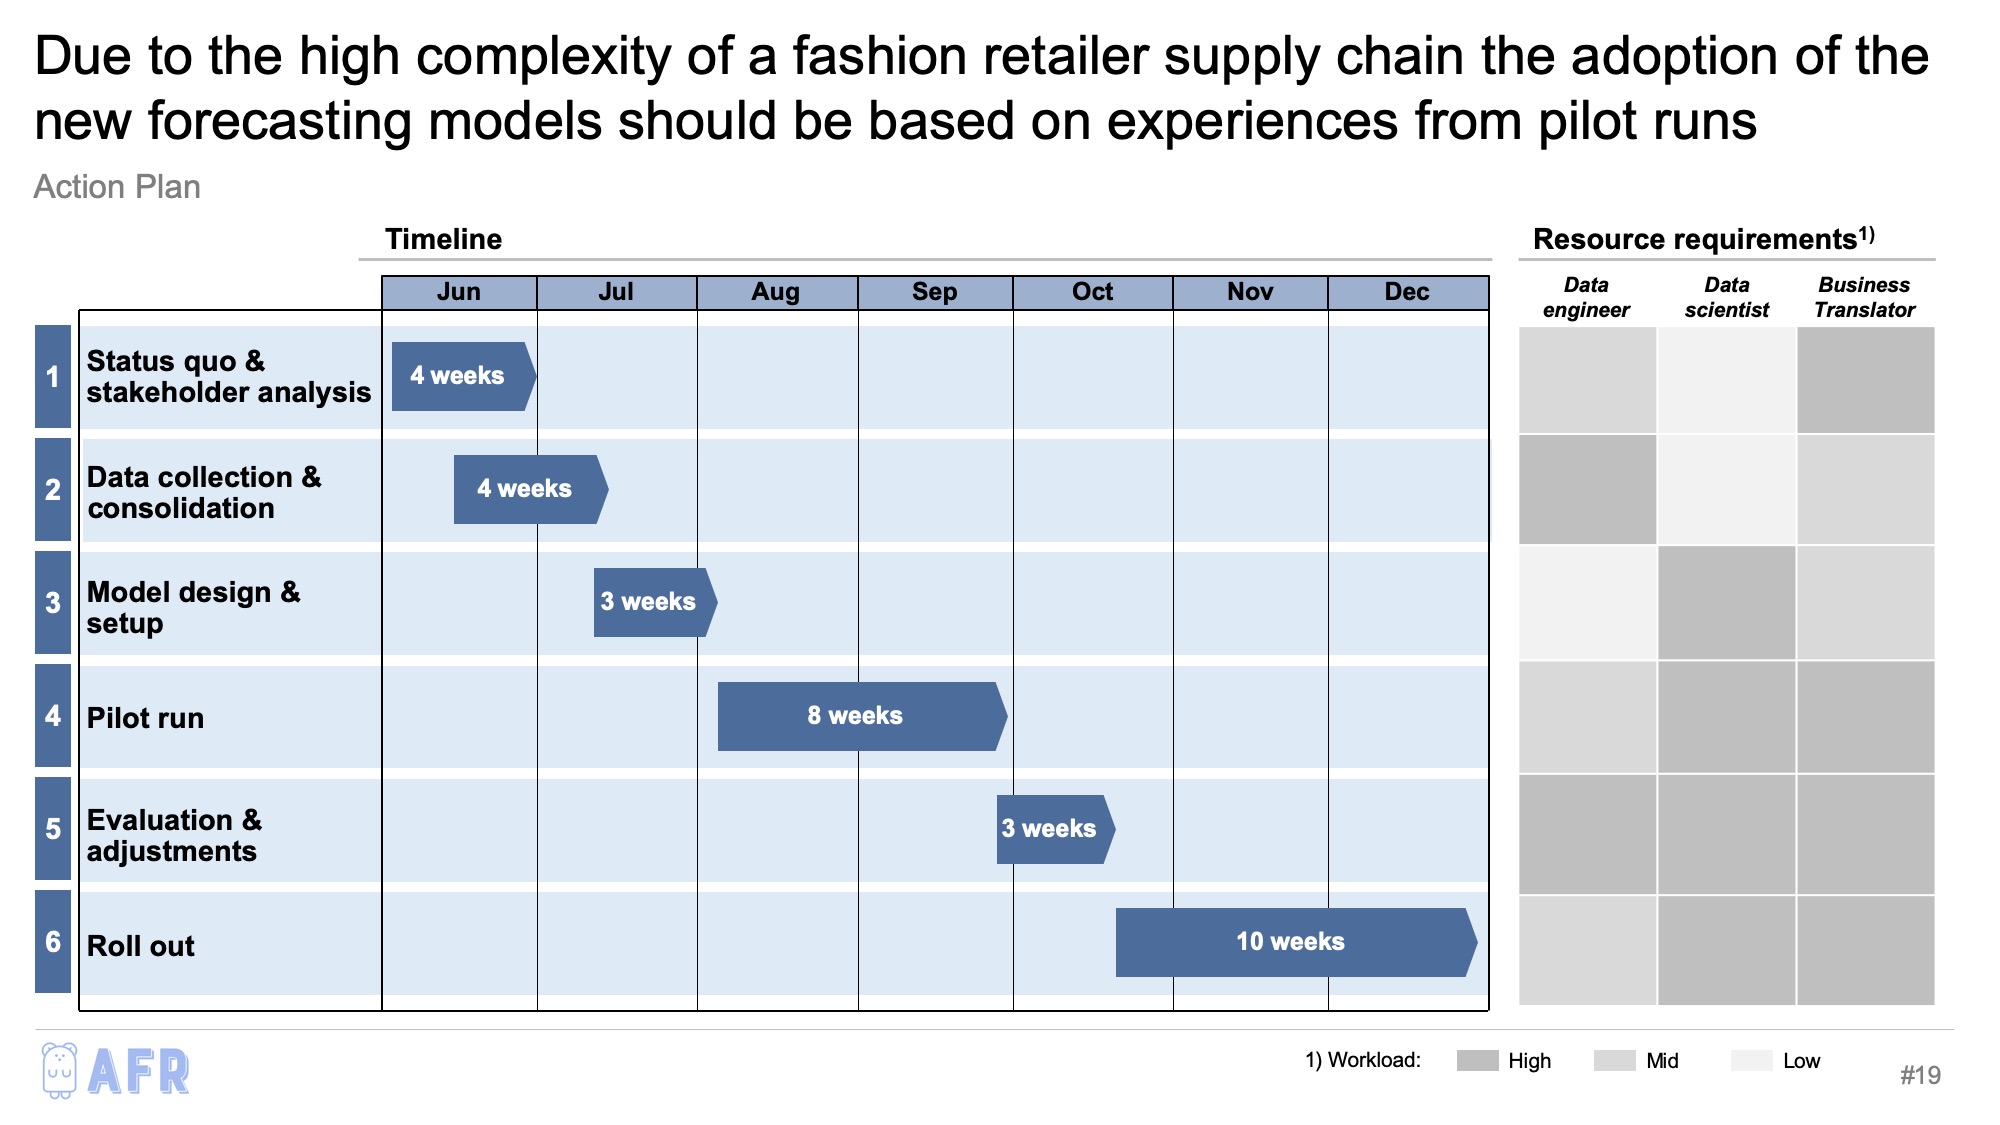 Due to the high complexity of a fashion retailer supply chain the adoption of the
new forecasting models should be based on experiences from pilot runs
Action Plan
Timeline
Resource requirements1)
Jun
Jul
Aug
Sep
Oct
Nov
Dec
Data
engineer
Data
scientist
Business
Translator
1
Status quo &
stakeholder analysis
4 weeks
2
Data collection &
consolidation
4 weeks
3
Model design &
setup
3 weeks
4
Pilot run
8 weeks
5
Evaluation &
adjustments
3 weeks
6
Roll out
10 weeks
AFR
1) Workload:
High
Mid
Low
#19